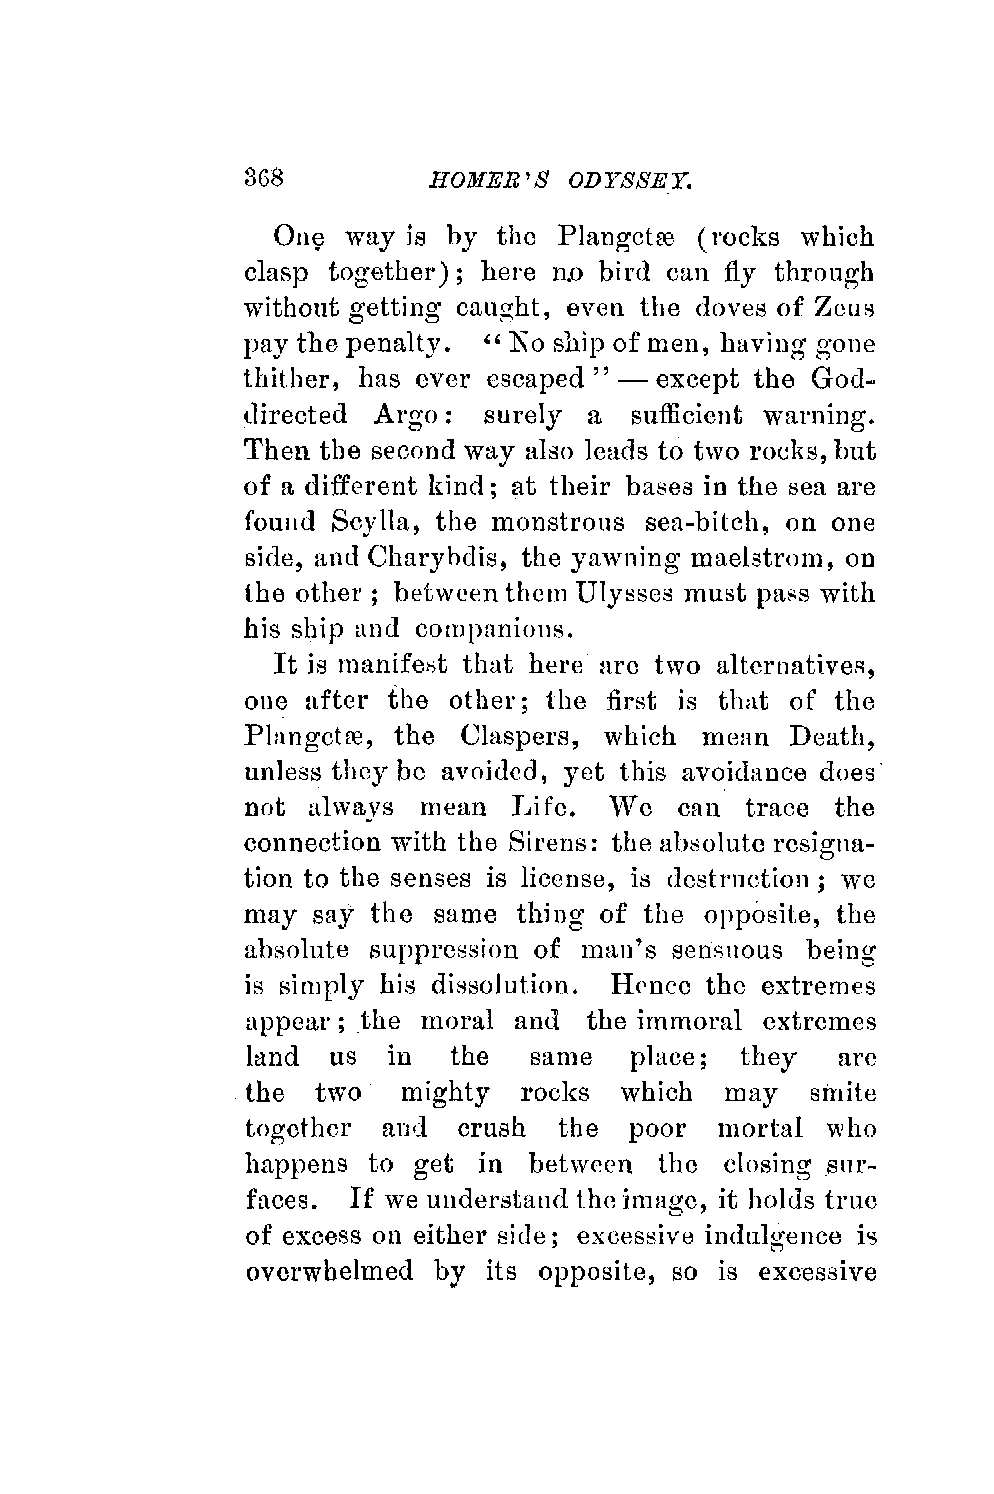 368 HOMER'S ODYSSEY.
One way is by the Plangctæ (rocks which
clasp together); here no bird can fly through
without getting caught, even the doves of Zeus
pay the penalty. "No ship of men, having gone
thither, has ever escaped" — except the God-
directed Argo: surely a sufficient warning.
Then the second way also leads to two rocks, but
of a different kind; at their bases in the sea are
found Scylla, the monstrous sea-bitch, on one
side, and Charybdis, the yawning maelstrom, on
the other; between them Ulysses must pass with
his ship and companions.
It is manifest that here are two alternatives,
one after the other; the first is that of the
Plangctæ, the Claspers, which mean Death,
unless they be avoided, yet this avoidance does
not always mean Life. We can trace the
connection with the Sirens: the absolute resigna-
tion to the senses is license, is destruction; we
may say the same thing of the opposite, the
absolute suppression of man's sensuous being
is simply his dissolution. Hence the extremes
appear; the moral and the immoral extremes
land us in the same place; they are
the two mighty rocks which may smite
together and crush the poor mortal who
happens to get in between the closing sur-
faces. If we understand the image, it holds true
of excess on either side; excessive indulgence is
overwhelmed by its opposite, so is excessive